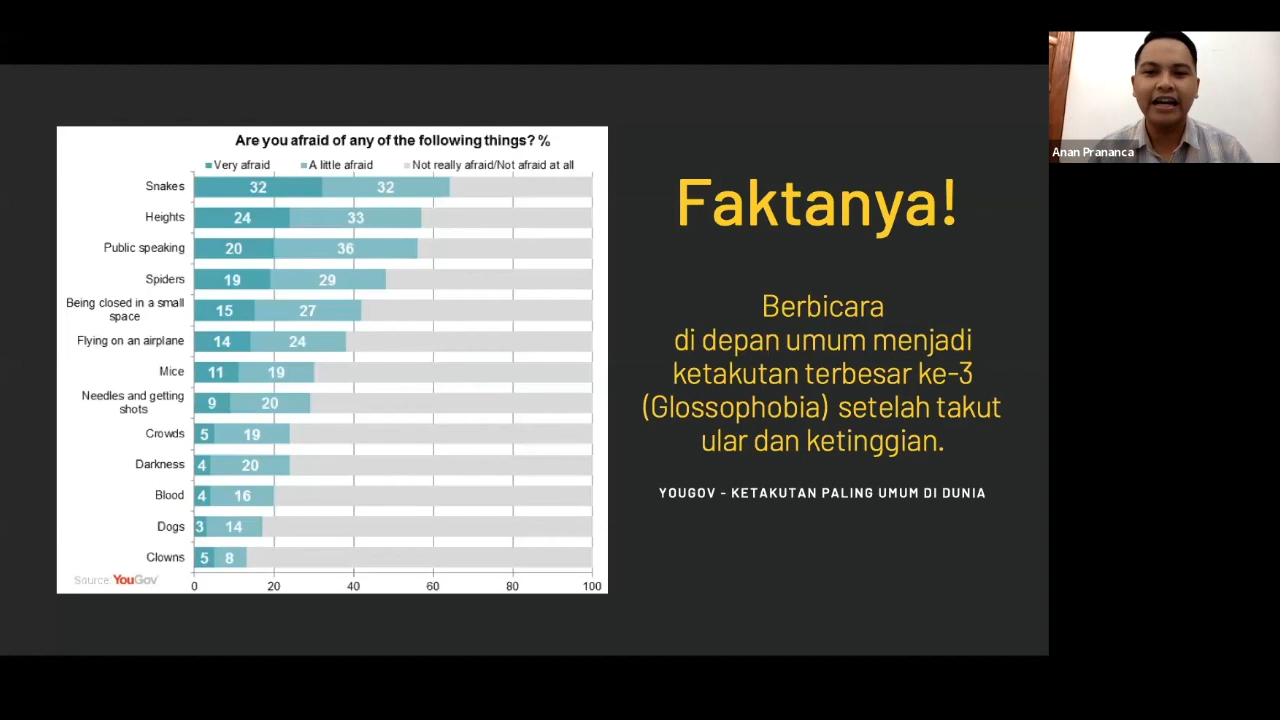 Are you afraid of any of the following things? %
Very afraid A little afraid Not really afraid/Not afraid at all
Snakes 32 32
Heights 24 33
Public speaking 20 36
Spiders 19 29
Being closed in a small
space 15 27
Flying on an airplane 14 24
Mice 11 19
Needles and getting
shots 9 20
Crowds 5 19
Darkness 4 20
Blood 4 16
Dogs 3 14
Clowns 5 8
Source: YouGov
0 20 40 60 80 100
Faktanya!
Berbicara
di depan umum menjadi
ketakutan terbesar ke-3
(Glossophobia) setelah takut
ular dan ketinggian.
YOUGOV - KETAKUTAN PALING UMUM DI DUNIA
Anan Prananca